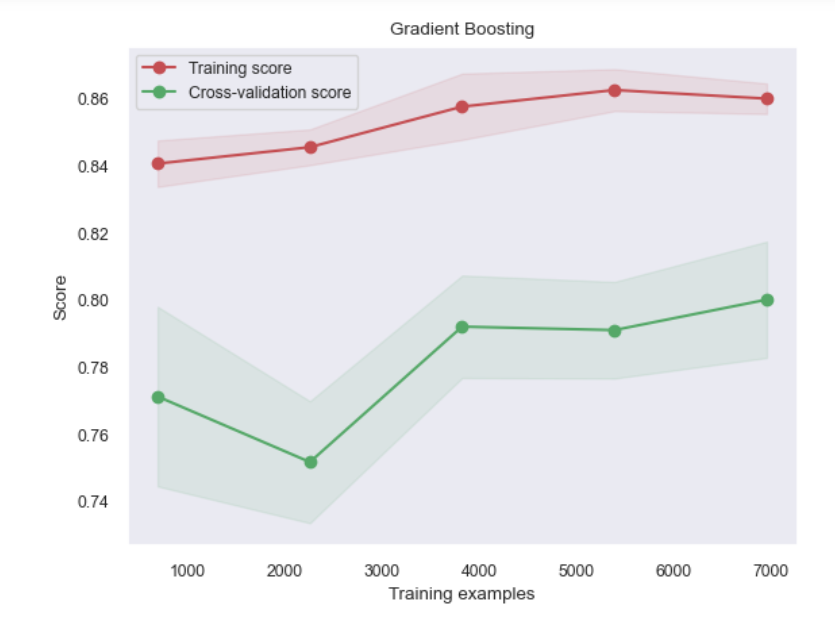 Gradient Boosting
Training score
Cross-validation score
0.86
0.84
0.82
0.80
0.78
0.76
0.74
Score
1000 2000 3000 4000 5000 6000 7000
Training examples